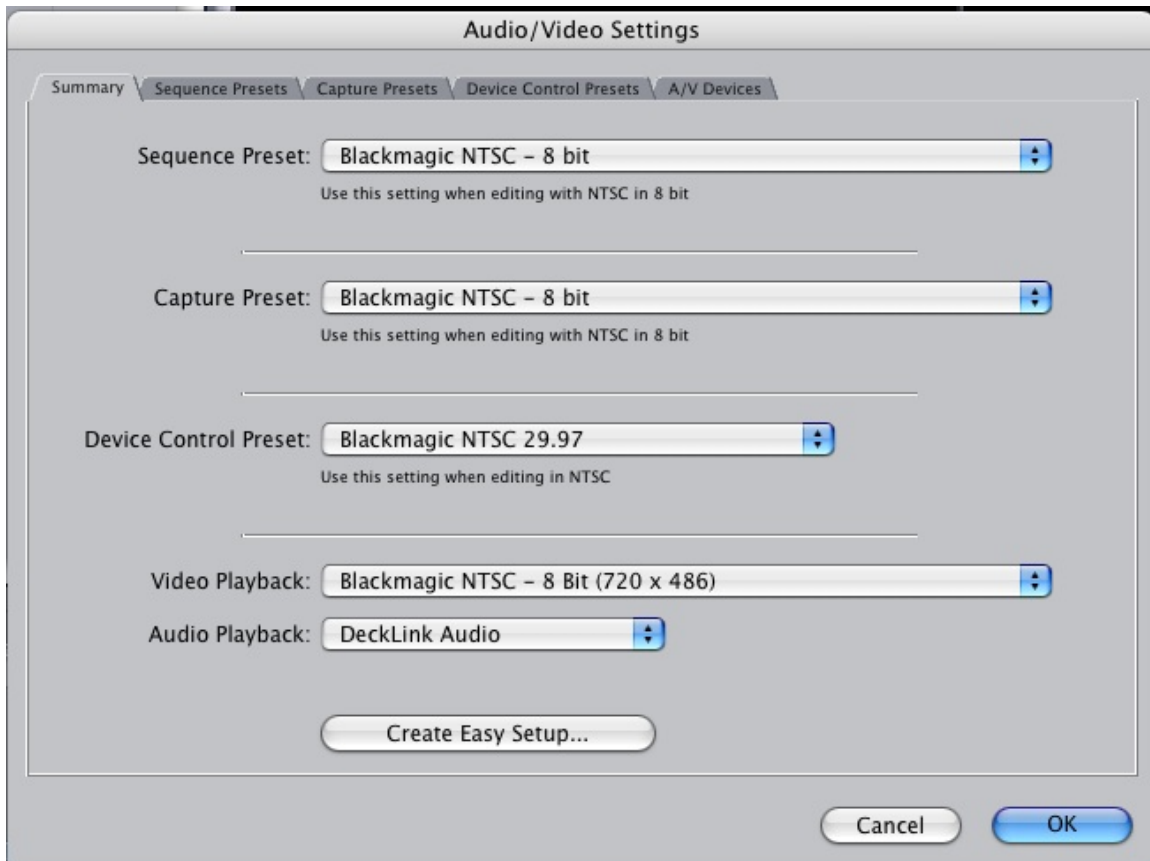 Audio/Video Settings
Summary Sequence Presets Capture Presets Device Control Presets A/V Devices
Sequence Preset: Blackmagic NTSC – 8 bit
Use this setting when editing with NTSC in 8 bit
Capture Preset: Blackmagic NTSC – 8 bit
Use this setting when editing with NTSC in 8 bit
Device Control Preset: Blackmagic NTSC 29.97
Use this setting when editing in NTSC
Video Playback: Blackmagic NTSC – 8 Bit (720 x 486)
Audio Playback: DeckLink Audio
Create Easy Setup...
Cancel OK